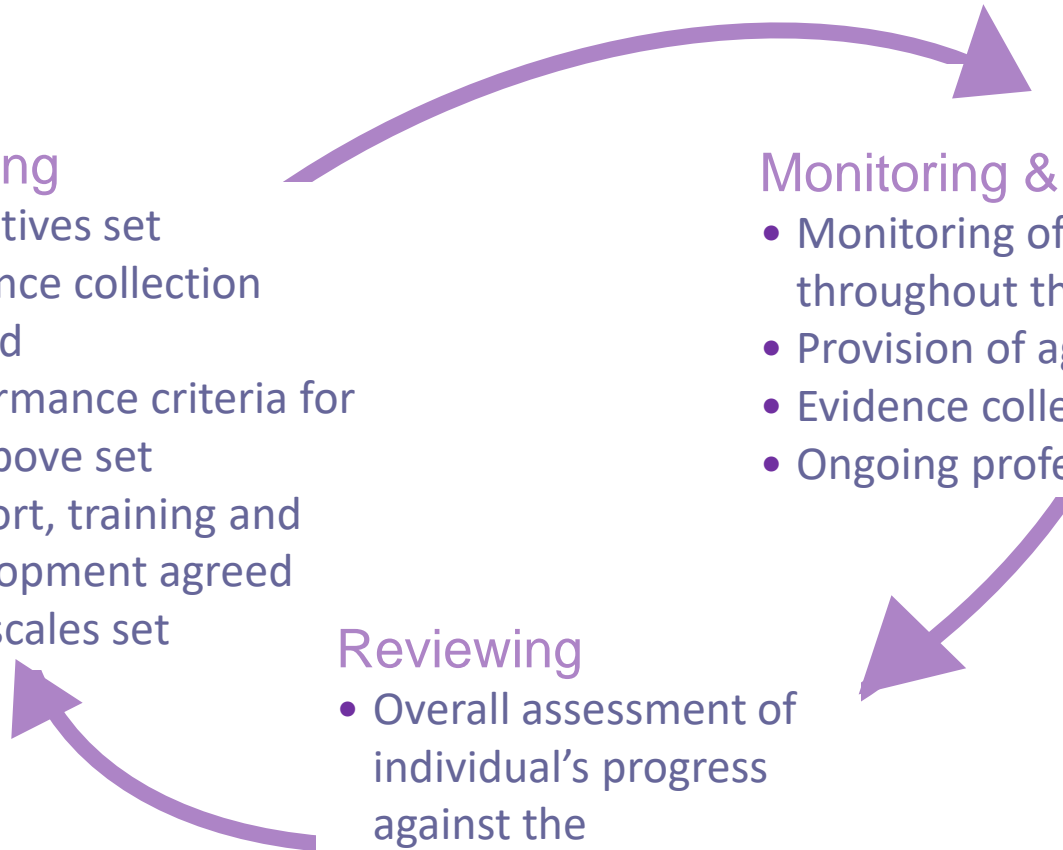 ng
tives set
nce collection
d
rmance criteria for
bove set
ort, training and
opment agreed
scales set
Monitoring &
• Monitoring of
throughout th
• Provision of ag
• Evidence colle
• Ongoing profe
Reviewing
• Overall assessment of
individual’s progress
against the